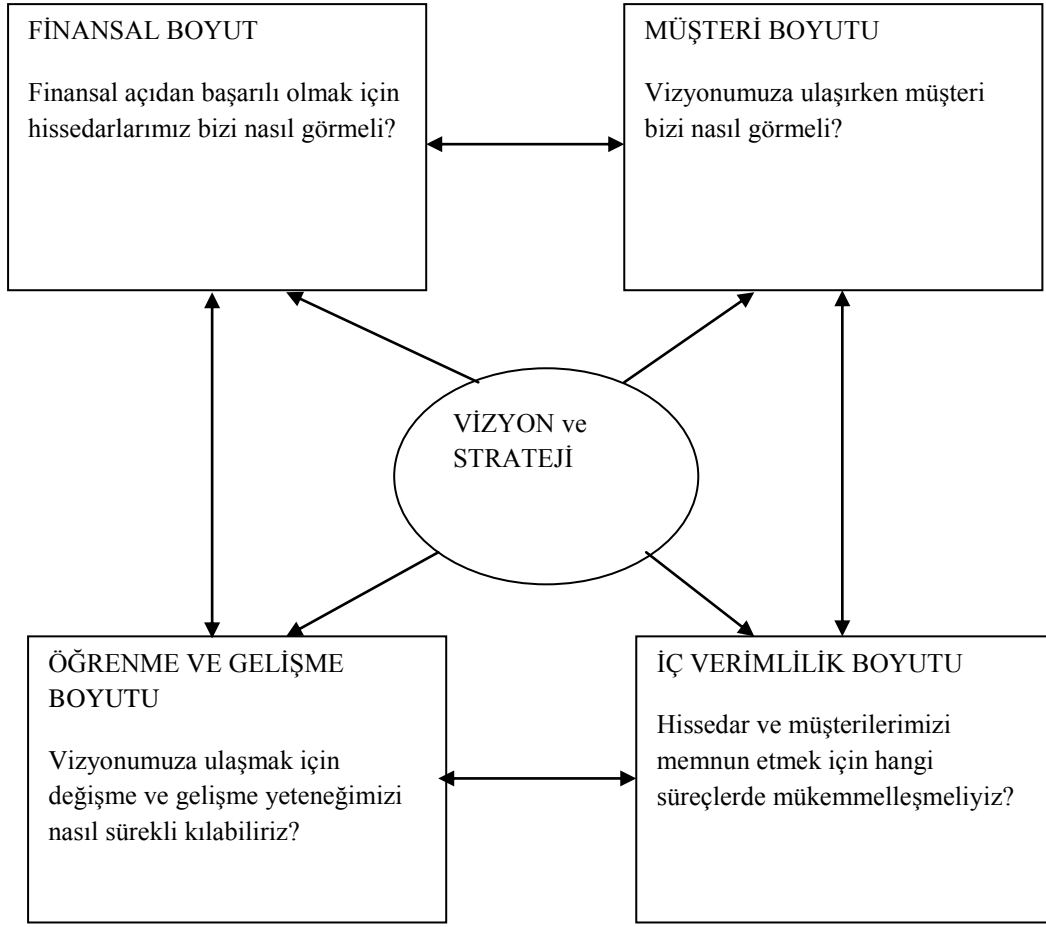 FİNANSAL BOYUT
Finansal açıdan başarılı olmak için
hissedarlarımız bizi nasıl görmeli?
MÜŞTERİ BOYUTU
Vizyonumuza ulaşırken müşteri
bizi nasıl görmeli?
VİZYON ve
STRATEJİ
ÖĞRENME VE GELİŞME
BOYUTU
Vizyonumuza ulaşmak için
değişme ve gelişme yeteneğimizi
nasıl sürekli kılabiliriz?
İÇ VERİMLİLİK BOYUTU
Hissedar ve müşterilerimizi
memnun etmek için hangi
süreçlerde mükemmelleşmeliyiz?